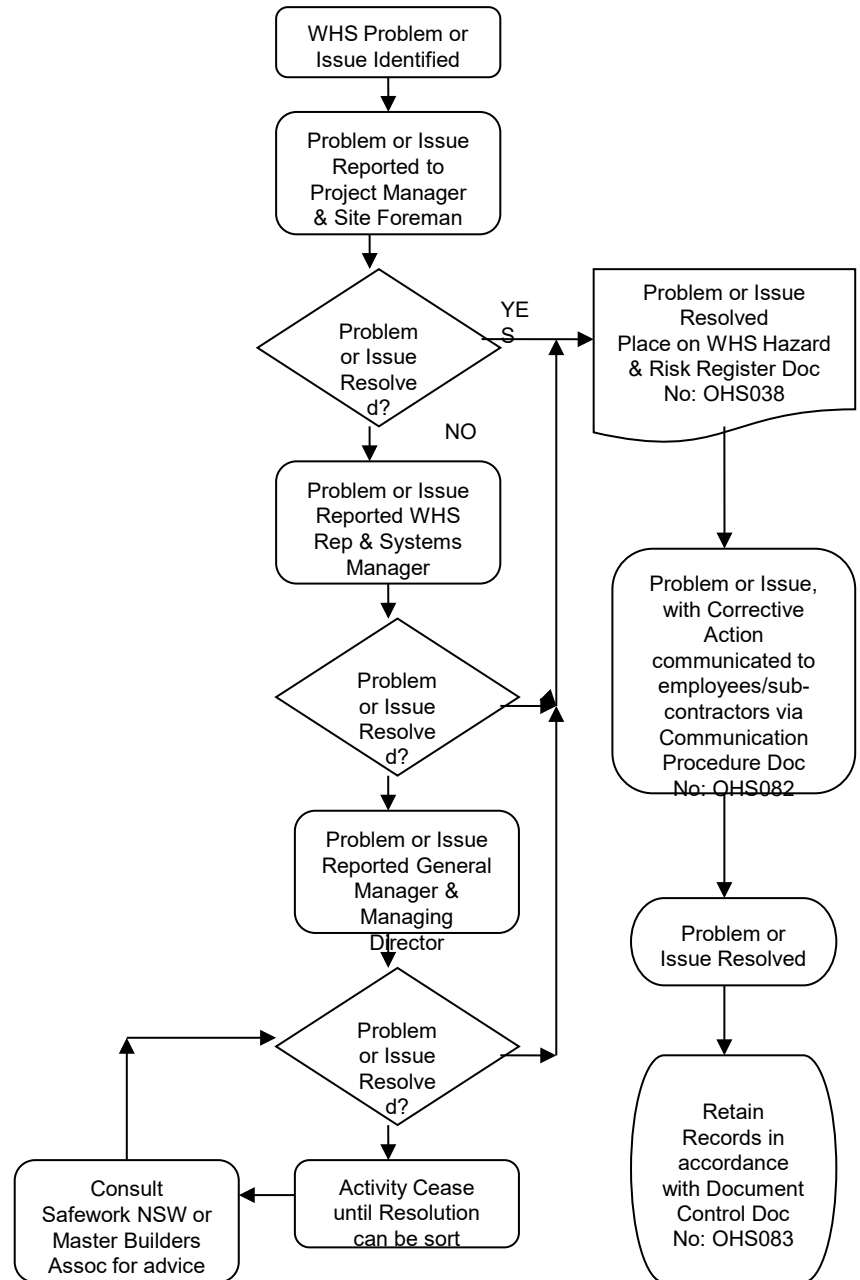 WHS Problem or
Issue Identified
Problem or Issue
Reported to
Project Manager
& Site Foreman
Problem
or Issue
Resolve
d?
YE
S
NO
Problem or Issue
Resolved
Place on WHS Hazard
& Risk Register Doc
No: OHS038
Problem or Issue
Reported WHS
Rep & Systems
Manager
Problem
or Issue
Resolve
d?
Problem or Issue,
with Corrective
Action
communicated to
employees/sub-
contractors via
Communication
Procedure Doc
No: OHS082
Problem or Issue
Reported General
Manager &
Managing
Director
Problem
or Issue
Resolve
d?
Problem or
Issue Resolved
Consult
Safework NSW or
Master Builders
Assoc for advice
Activity Cease
until Resolution
can be sort
Retain
Records in
accordance
with Document
Control Doc
No: OHS083